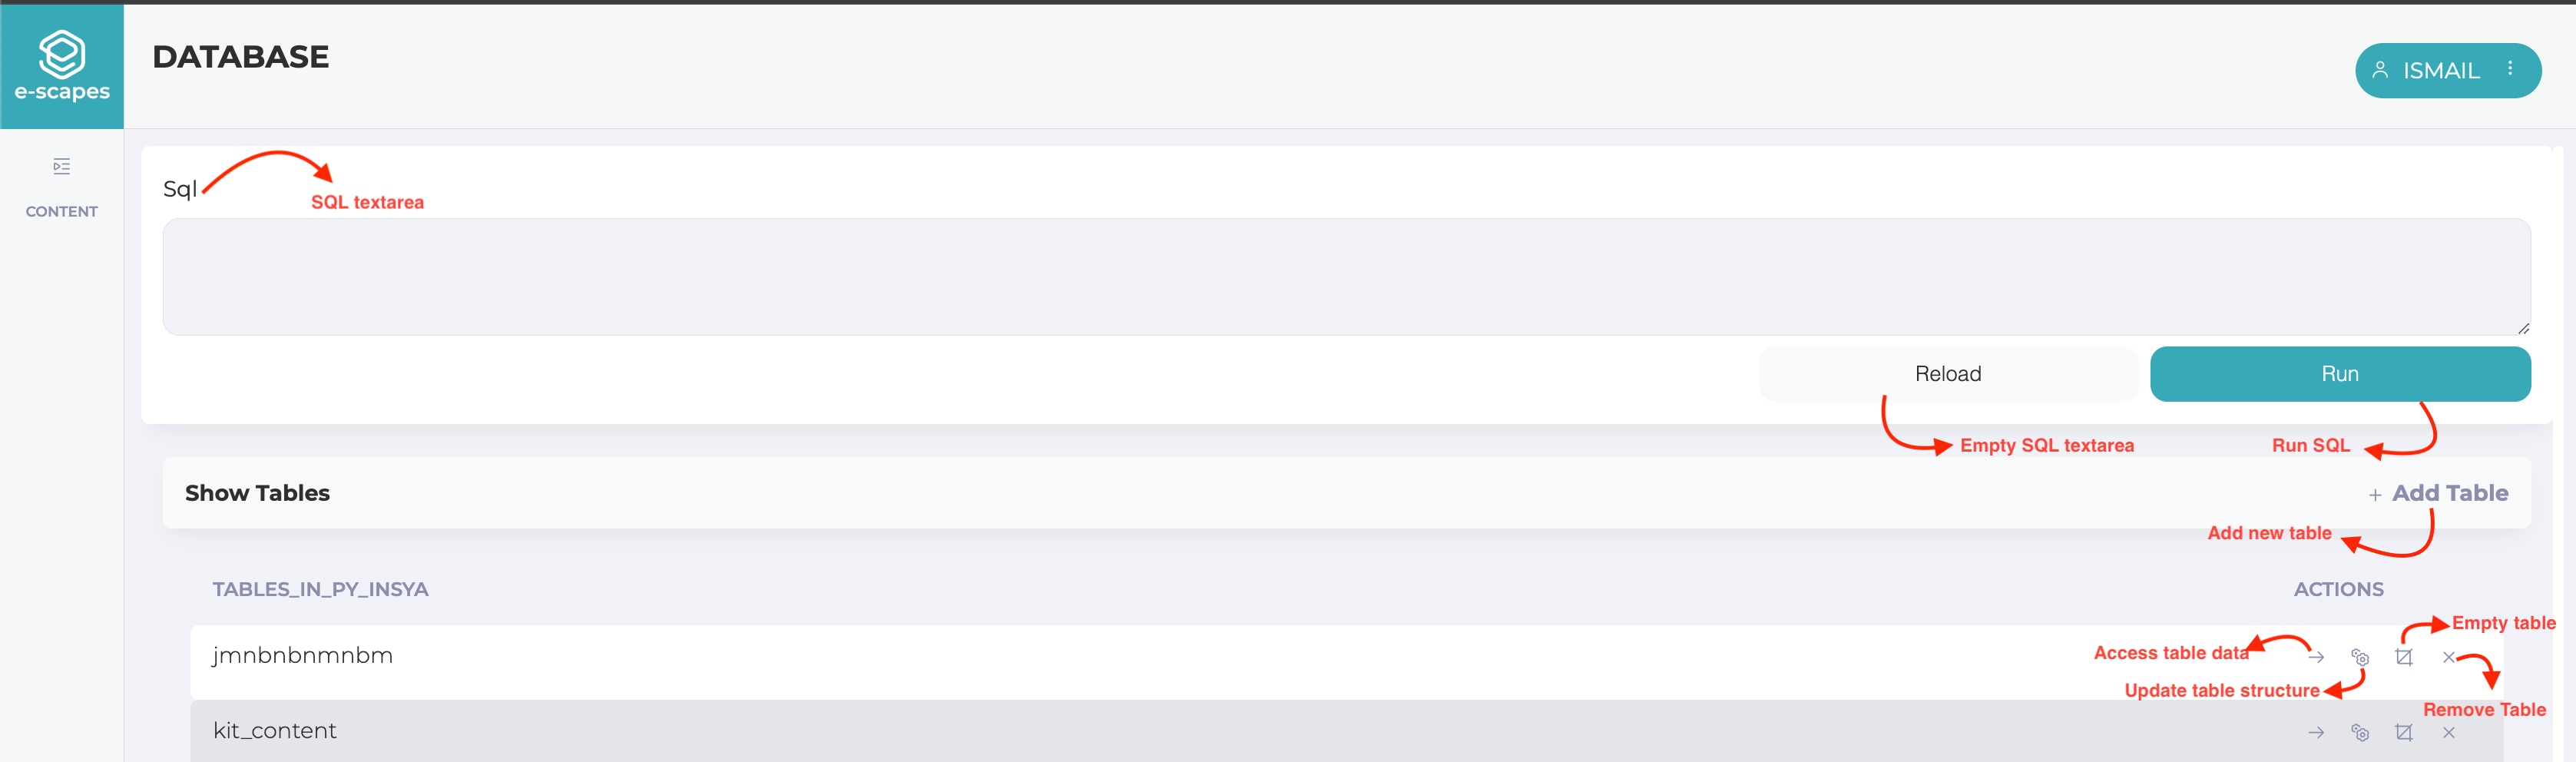 e-scapes
DATABASE
ISMAIL
CONTENT
Sql
SQL textarea
Reload
Run
Empty SQL textarea
Run SQL
Show Tables
+ Add Table
Add new table
TABLES_IN_PY_INSYA
ACTIONS
Empty table
jmnbnbnmnbm
Access table data
Update table structure
Remove Table
kit_content